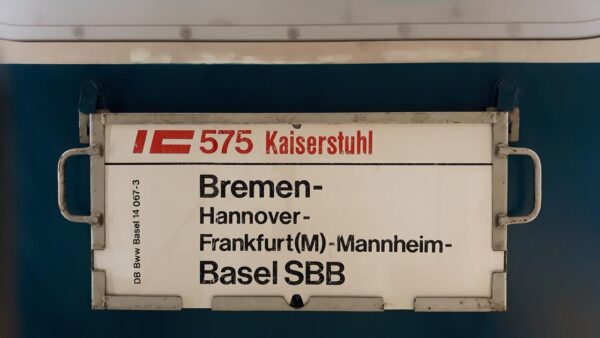 IC 575 Kaiserstuhl
Bremen-
Hannover-
Frankfurt(M)-Mannheim-
Basel SBB
DB Bww Basel 14 067-3